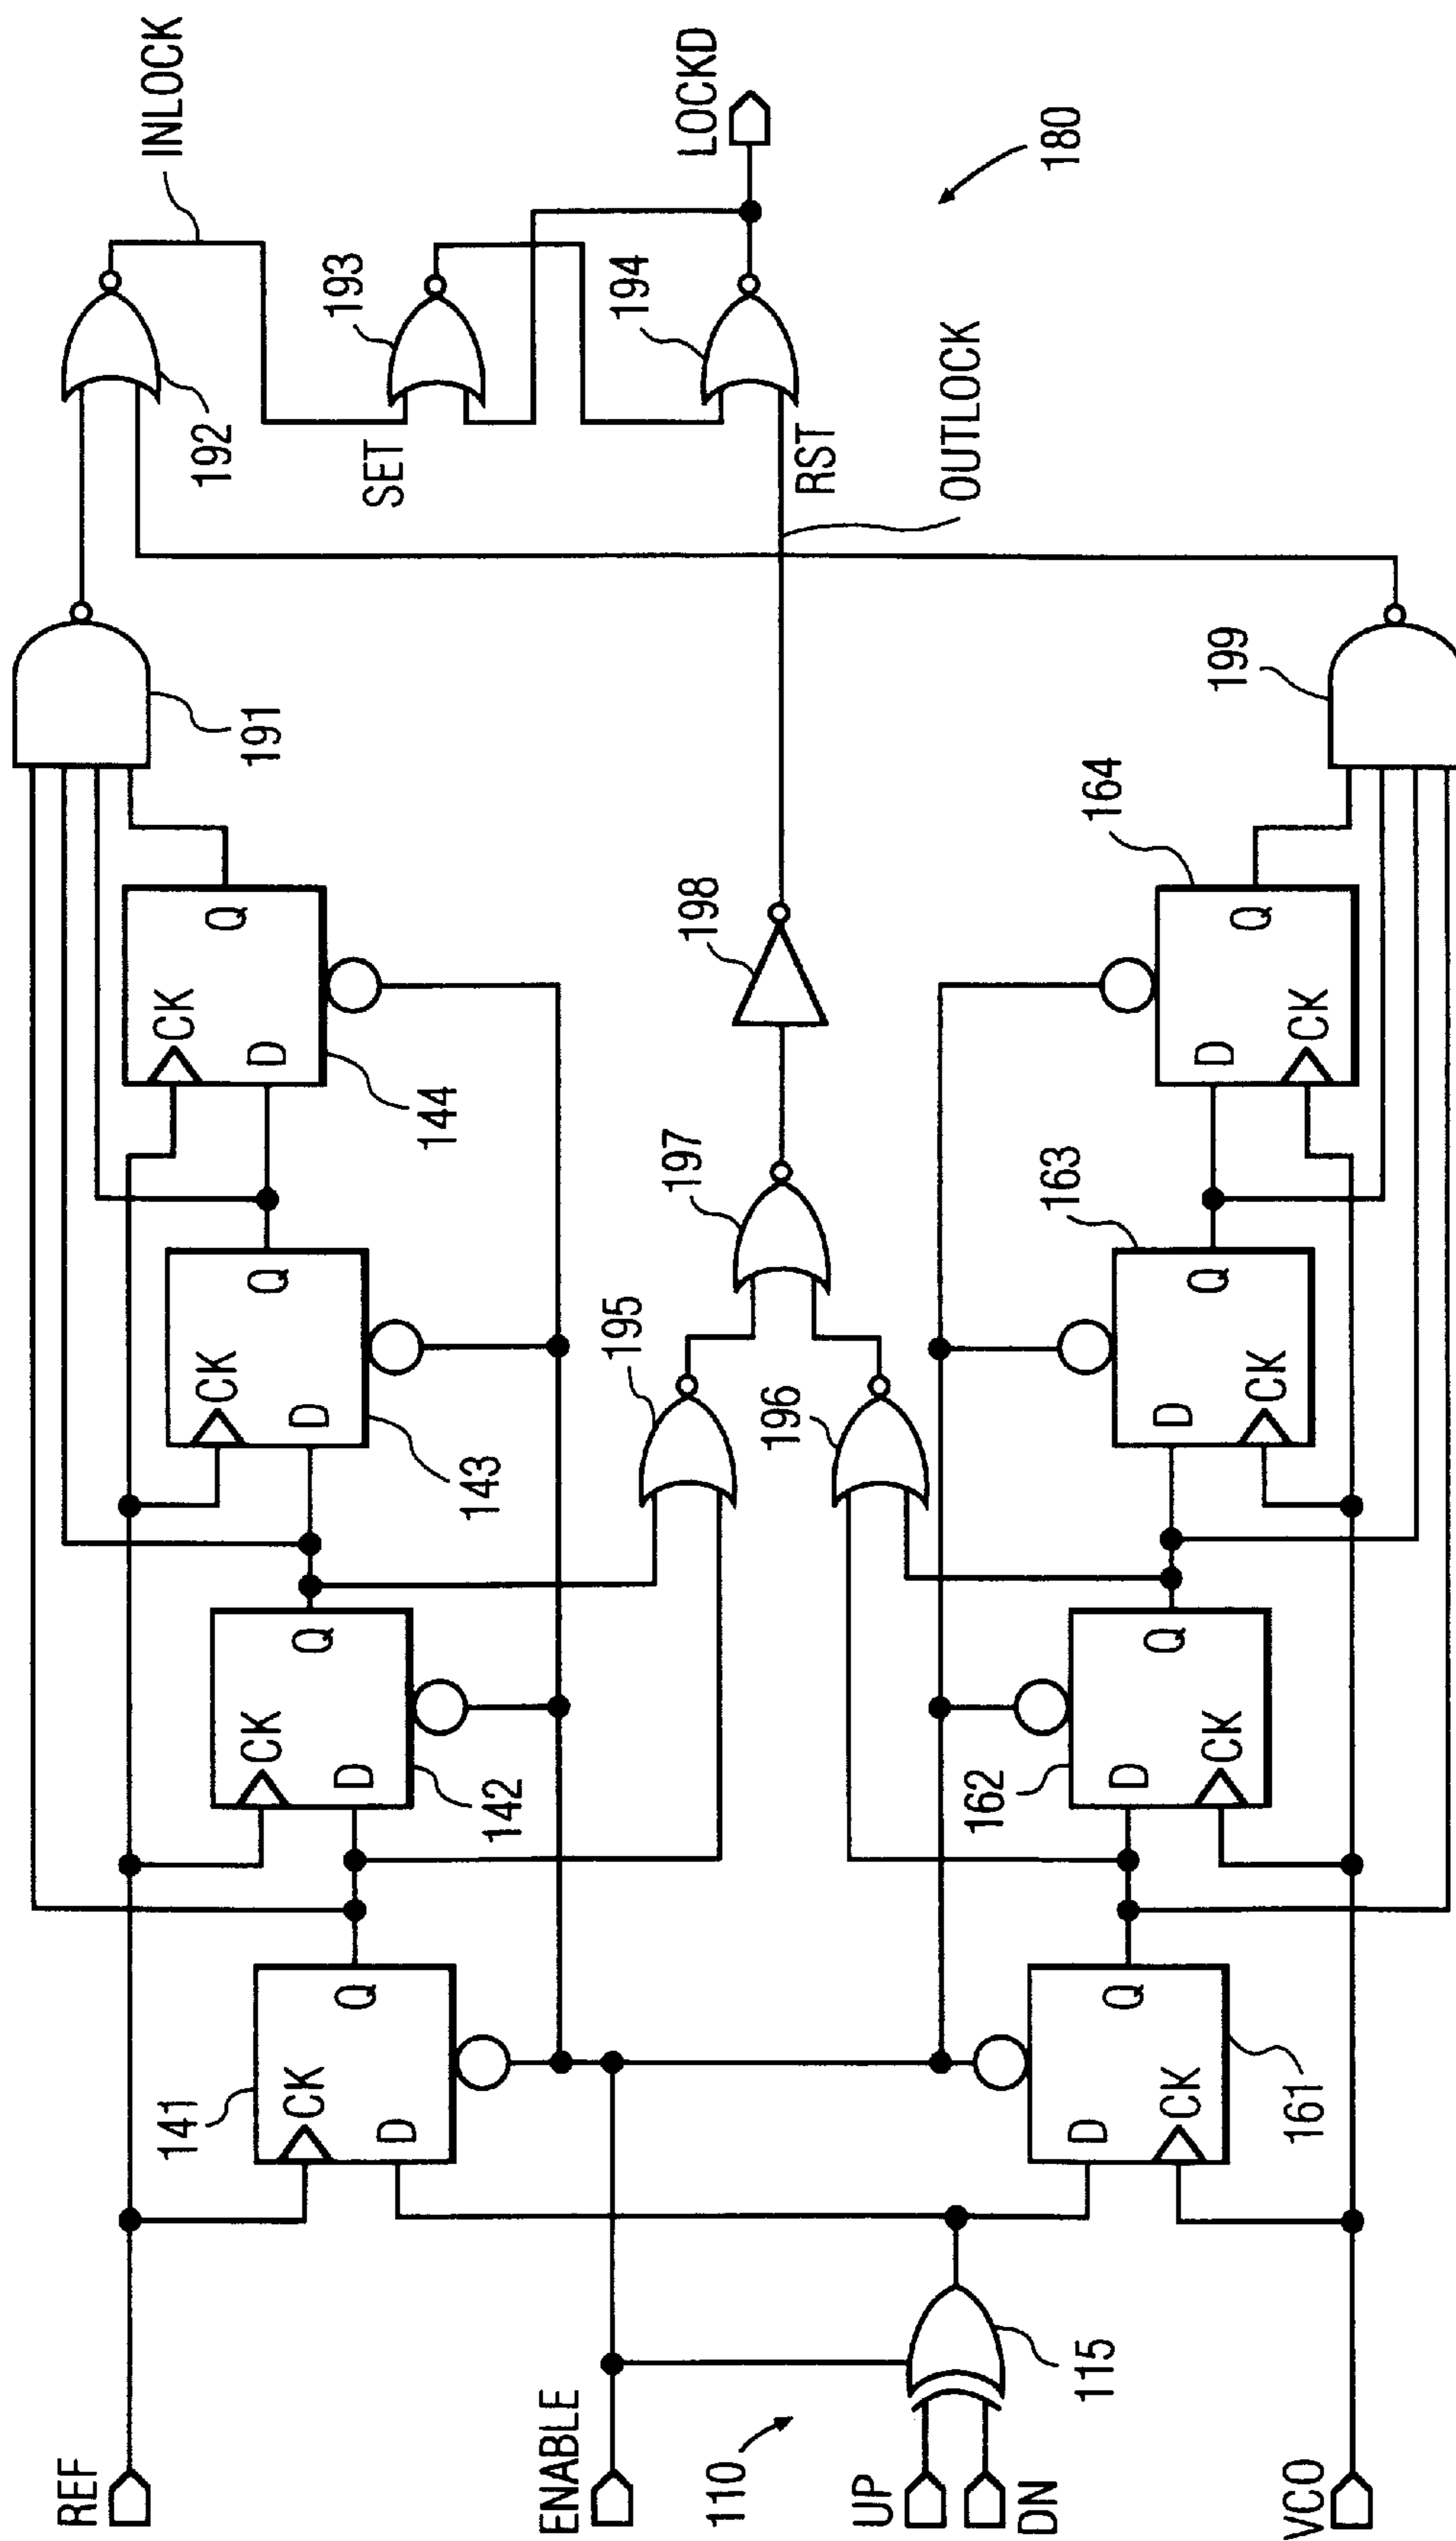 REF
ENABLE
110
UP
DN
VCO
115
141
CK
D
Q
142
CK
D
Q
143
CK
D
Q
144
CK
D
Q
161
D
CK
Q
162
D
CK
Q
163
D
CK
Q
164
D
CK
Q
195
196
197
198
191
199
192
INLOCK
SET
193
194
RST
OUTLOCK
LOCKD
180